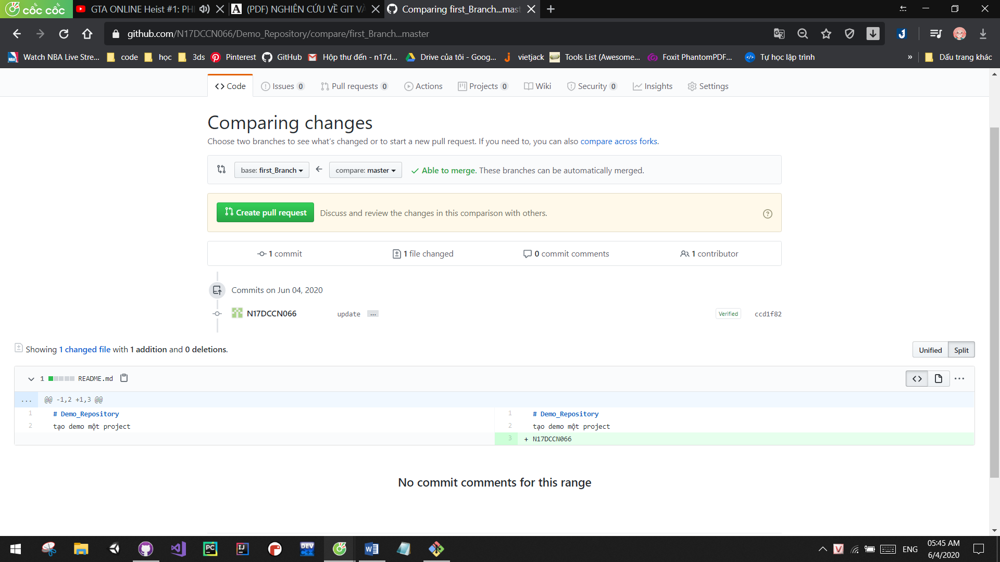 cốc cốc
GTA ONLINE Heist #1: PH
(PDF) NGHIÊN CỨU VỀ GIT VÀ
Comparing first_Branch...master
github.com/N17DCCN066/Demo_Repository/compare/first_Branch...master
Watch NBA Live Stre...
code
học
3ds
Pinterest
GitHub
Hộp thư đến - n17d...
Drive của tôi - Goog...
vietjack
Tools List (Awesome...
Foxit PhantomPDF...
Tự học lập trình
»
Dấu trang khác
Code
Issues 0
Pull requests 0
Actions
Projects 0
Wiki
Security 0
Insights
Settings
Comparing changes
Choose two branches to see what's changed or to start a new pull request. If you need to, you can also compare across forks.
base: first_Branch
compare: master
Able to merge. These branches can be automatically merged.
Create pull request
Discuss and review the changes in this comparison with others.
1 commit
1 file changed
0 commit comments
1 contributor
Commits on Jun 04, 2020
N17DCCN066
update
...
Verified
ccd1f82
Showing 1 changed file with 1 addition and 0 deletions.
Unified
Split
1
README.md
...
@@ -1,2 +1,3 @@
1 # Demo_Repository
1 # Demo_Repository
2 tạo demo một project
2 tạo demo một project
3 + N17DCCN066
No commit comments for this range
PC
IJ
DEV
ENG
05:45 AM
6/4/2020